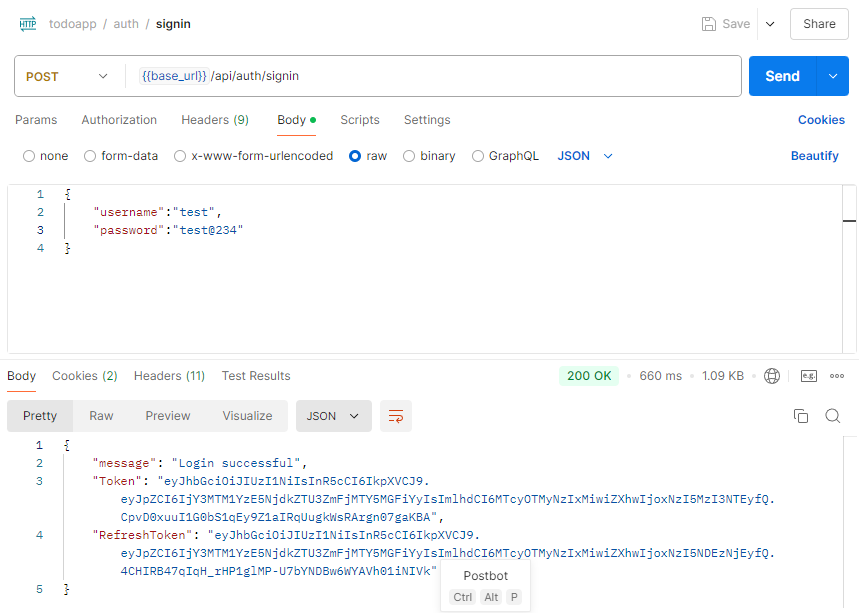 HTTP todoapp / auth / signin Save Share
POST {{base_url}} /api/auth/signin Send
Params Authorization Headers (9) Body Scripts Settings Cookies
none form-data x-www-form-urlencoded raw binary GraphQL JSON Beautify
1 {
2 "username":"test",
3 "password":"test@234"
4 }
Body Cookies (2) Headers (11) Test Results 200 OK 660 ms 1.09 KB e.g.
Pretty Raw Preview Visualize JSON
1 {
2 "message": "Login successful",
3 "Token": "eyJhbGciOiJIUzI1NiIsInR5cCI6IkpXVCJ9.
eyJpZCI6IjY3MTM1YzE5NjdkZTU3ZmFjMTY5MGFiYyIsImlhdCI6MTcyOTMyNzIxMiwiZXhwIjoxNzI5MzI3NTEyfQ.
CpvD0xuuI1G0bS1qEy9Z1aIRqUugkWsRArgn07gaKBA",
4 "RefreshToken": "eyJhbGciOiJIUzI1NiIsInR5cCI6IkpXVCJ9.
eyJpZCI6IjY3MTM1YzE5NjdkZTU3ZmFjMTY5MGFiYyIsImlhdCI6MTcyOTMyNzIxMiwiZXhwIjoxNzI5NDEzNjEyfQ.
4CHIRB47qIqH_rHP1glMP-U7bYNDBw6WYAVh01iNIVk"
5 }
Postbot
Ctrl Alt P